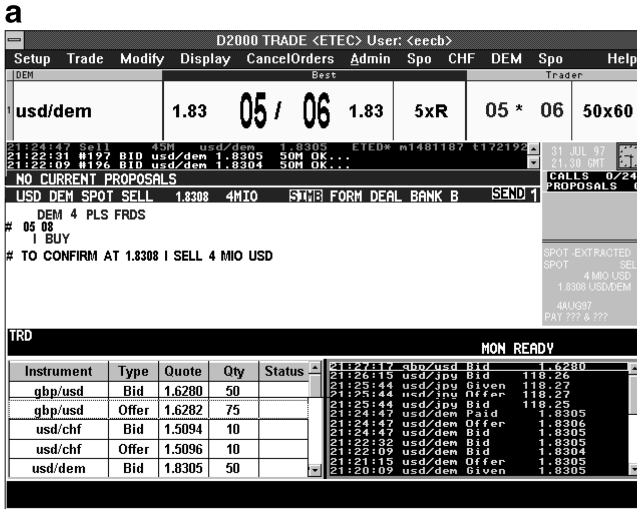 a
D2000 TRADE <ETEC> User: <eecb>
Setup Trade Modify Display CancelOrders Admin Spo CHF DEM Spo Help
DEM Best Trader
1 usd/dem 1.83 05 / 06 1.83 5xR 05 * 06 50x60
21:24:47 Sell 45M usd/dem 1.8305 ETED* m1481187 t172192
21:22:31 #197 BID usd/dem 1.8305 50M OK...
21:22:09 #196 BID usd/dem 1.8304 50M OK...
31 JUL 97
21.30 GMT
NO CURRENT PROPOSALS
CALLS 0/24
PROPOSALS 0
USD DEM SPOT SELL 1.8308 4MIO STMB FORM DEAL BANK B SEND 1
DEM 4 PLS FRDS
# 05 08
I BUY
# TO CONFIRM AT 1.8308 I SELL 4 MIO USD
SPOT -EXTRACTED
SPOT SEL
4 MIO USD
1.8308 USD/DEM
4AUG97
PAY ??? & ???
TRD
MON READY
Instrument Type Quote Qty Status
gbp/usd Bid 1.6280 50
gbp/usd Offer 1.6282 75
usd/chf Bid 1.5094 10
usd/chf Offer 1.5096 10
usd/dem Bid 1.8305 50
21:27:17 gbp/usd Bid 1.6280
21:26:15 usd/jpy Bid 118.26
21:25:44 usd/jpy Given 118.27
21:25:44 usd/jpy Offer 118.27
21:25:44 usd/jpy Bid 118.25
21:24:47 usd/dem Paid 1.8305
21:24:47 usd/dem Offer 1.8306
21:24:47 usd/dem Bid 1.8305
21:22:32 usd/dem Bid 1.8305
21:22:09 usd/dem Bid 1.8304
21:21:15 usd/dem Offer 1.8305
21:20:09 usd/dem Given 1.8305